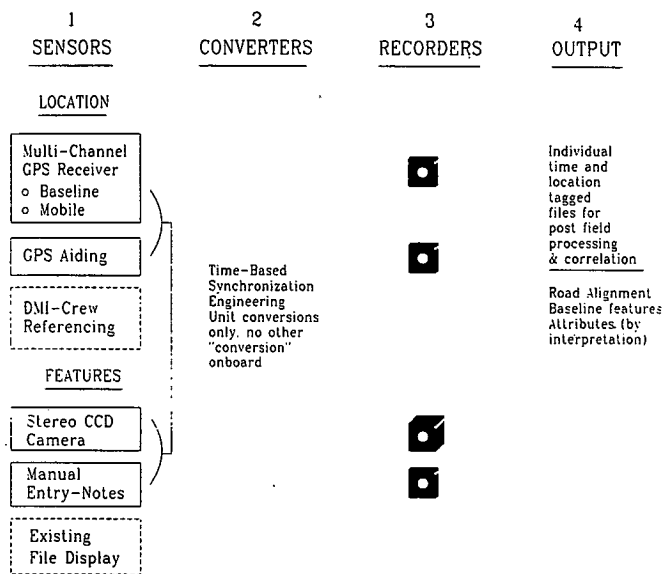 1
SENSORS
2
CONVERTERS
3
RECORDERS
4
OUTPUT
LOCATION
Multi-Channel
GPS Receiver
o Baseline
o Mobile
GPS Aiding
DMI-Crew
Referencing
FEATURES
Stereo CCD
Camera
Manual
Entry-Notes
Existing
File Display
Time-Based
Synchronization
Engineering
Unit conversions
only, no other
"conversion"
onboard
Individual
time and
location
tagged
files for
post field
processing
& correlation
Road Alignment
Baseline features
Attributes (by
interpretation)